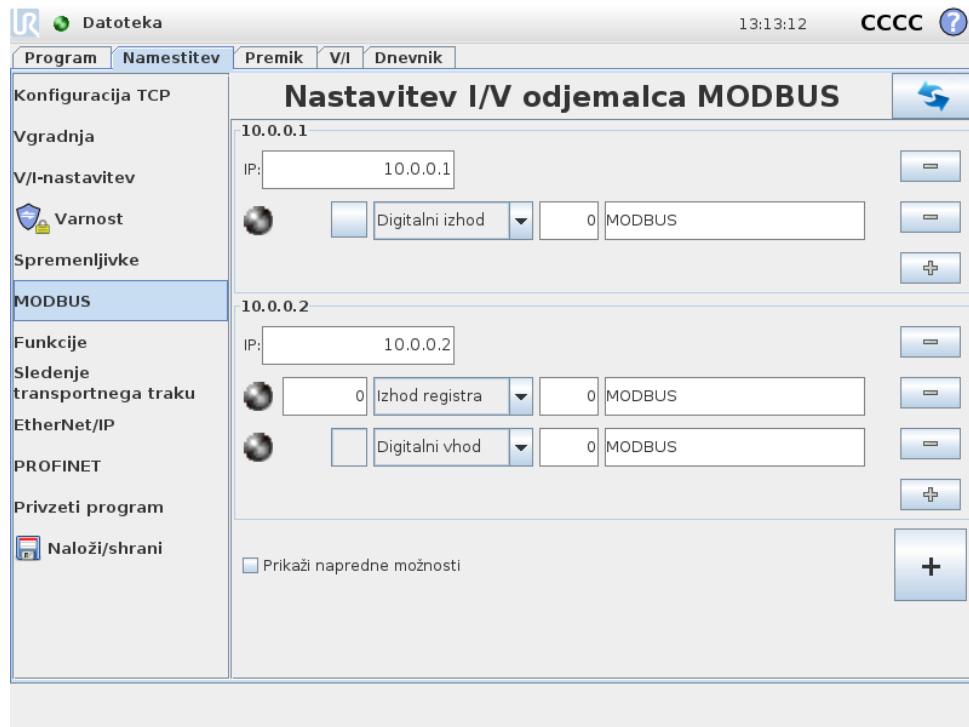 UR Datoteka 13:13:12 CCCC ?
Program Namestitev Premik V/I Dnevnik
Konfiguracija TCP
Vgradnja
V/I-nastavitev
Varnost
Spremenljivke
MODBUS
Funkcije
Sledenje
transportnega traku
EtherNet/IP
PROFINET
Privzeti program
Naloži/shrani
Nastavitev I/V odjemalca MODBUS
10.0.0.1
IP: 10.0.0.1
Digitalni izhod 0 MODBUS
10.0.0.2
IP: 10.0.0.2
0 Izhod registra 0 MODBUS
Digitalni vhod 0 MODBUS
Prikaži napredne možnosti
+